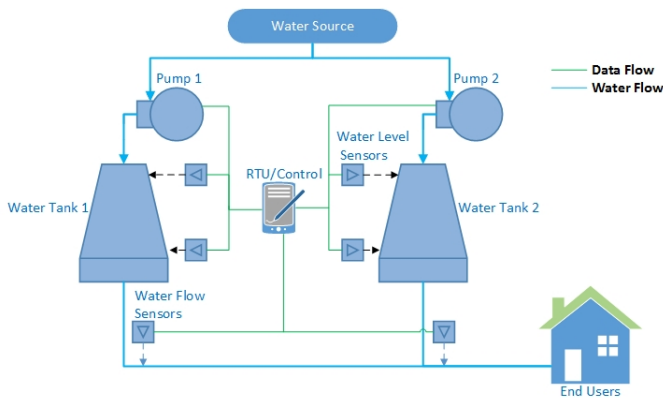 Water Source
Pump 1
Pump 2
Data Flow
Water Flow
Water Level
Sensors
RTU/Control
Water Tank 1
Water Tank 2
Water Flow
Sensors
End Users